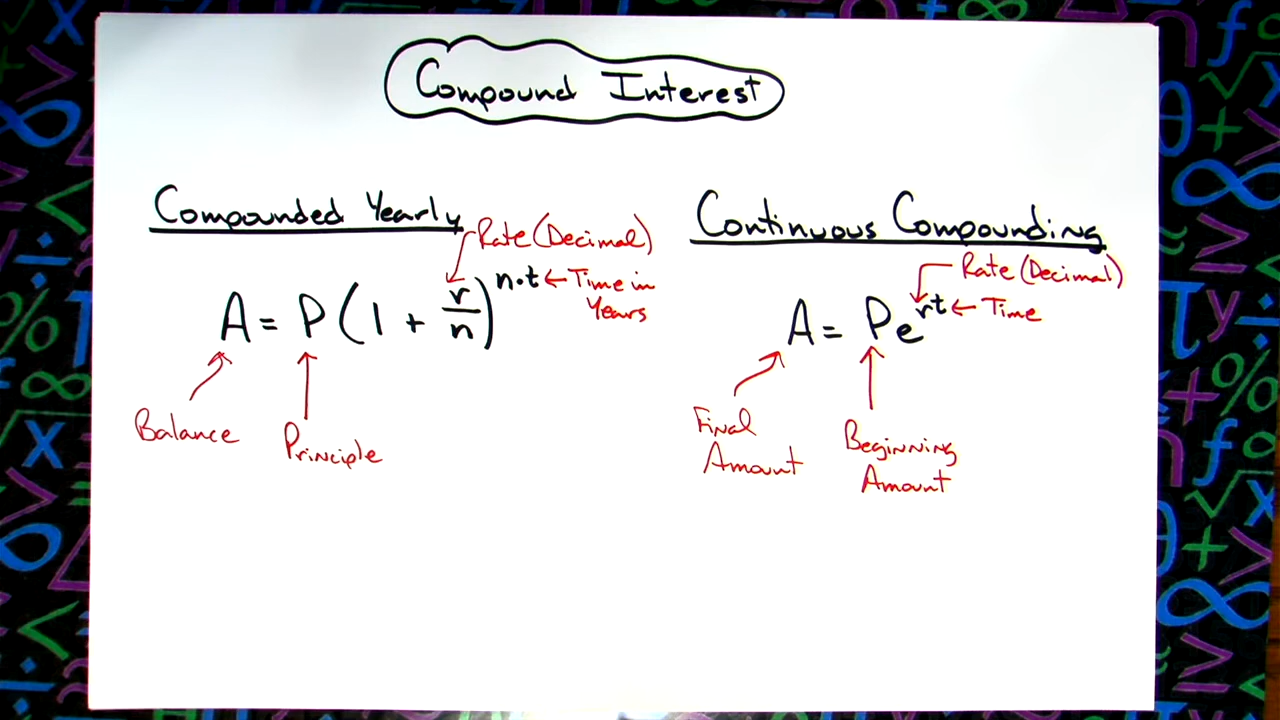 Compound Interest
Compounded Yearly
Rate (Decimal)
A = P (1 + r/n)^n·t ← Time in
Years
Balance
Principle
Continuous Compounding
Rate (Decimal)
A = Pe^rt ← Time
Final
Amount
Beginning
Amount